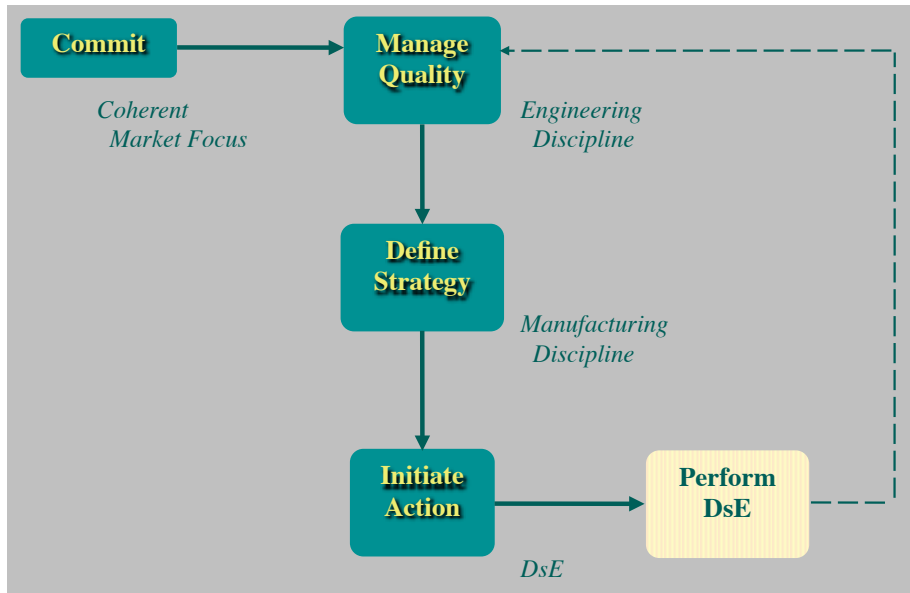 Commit
Manage
Quality
Coherent
Market Focus
Engineering
Discipline
Define
Strategy
Manufacturing
Discipline
Initiate
Action
Perform
DsE
DsE